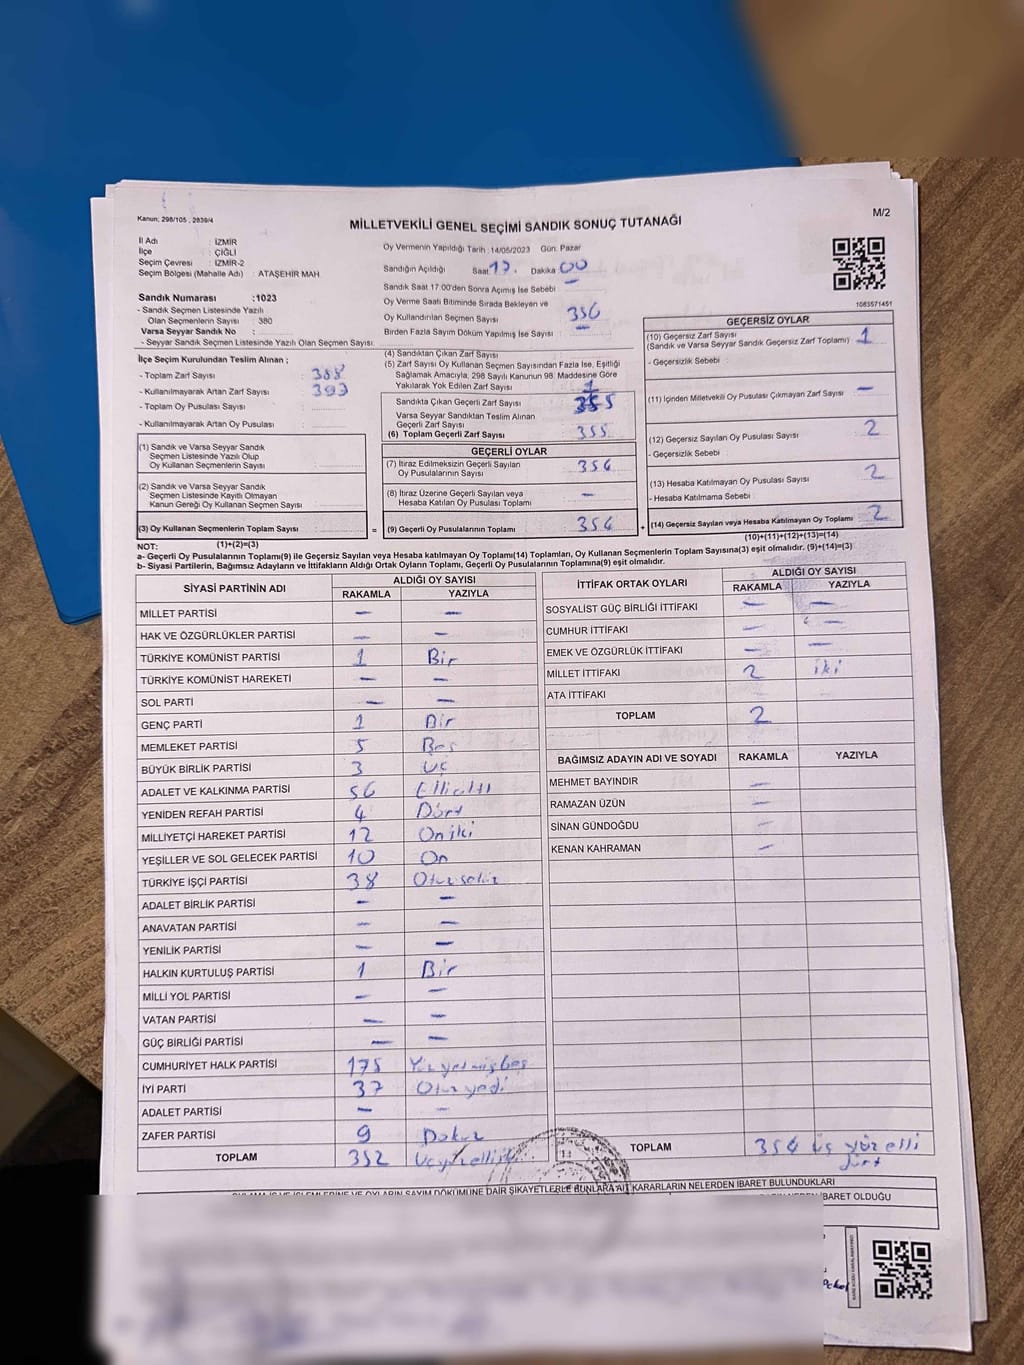 Kanun: 298/105 , 2839/4
M/2
MİLLETVEKİLİ GENEL SEÇİMİ SANDIK SONUÇ TUTANAĞI
İl Adı : İZMİR
İlçe : ÇİĞLİ
Seçim Çevresi : İZMİR-2
Seçim Bölgesi (Mahalle Adı) : ATAŞEHİR MAH
Oy Vermenin Yapıldığı Tarih : 14/05/2023 Gün: Pazar
Sandığın Açıldığı Saat 17. Dakika: 00
Sandık Saat 17:00'den Sonra Açımış İse Sebebi —
Oy Verme Saati Bitiminde Sırada Bekleyen ve
Oy Kullandırılan Seçmen Sayısı 356
Birden Fazla Sayım Döküm Yapılmış İse Sayısı —
1083571451
Sandık Numarası :1023
- Sandık Seçmen Listesinde Yazılı
Olan Seçmenlerin Sayısı : 380
Varsa Seyyar Sandık No :
- Seyyar Sandık Seçmen Listesinde Yazılı Olan Seçmen Sayısı:
İlçe Seçim Kurulundan Teslim Alınan ;
- Toplam Zarf Sayısı : 388
- Kullanılmayarak Artan Zarf Sayısı : 393
- Toplam Oy Pusulası Sayısı :
- Kullanılmayarak Artan Oy Pusulası :
(1) Sandık ve Varsa Seyyar Sandık
Seçmen Listesinde Yazılı Olup
Oy Kullanan Seçmenlerin Sayısı :
(2) Sandık ve Varsa Seyyar Sandık
Seçmen Listesinde Kayıtlı Olmayan
Kanun Gereği Oy Kullanan Seçmen Sayısı
(3) Oy Kullanan Seçmenlerin Toplam Sayısı =
(1)+(2)=(3)
(4) Sandıktan Çıkan Zarf Sayısı
(5) Zarf Sayısı Oy Kullanan Seçmen Sayısından Fazla İse, Eşitliği
Sağlamak Amacıyla, 298 Sayılı Kanunun 98. Maddesine Göre
Yakılarak Yok Edilen Zarf Sayısı 1
Sandıkta Çıkan Geçerli Zarf Sayısı 355
Varsa Seyyar Sandıktan Teslim Alınan
Geçerli Zarf Sayısı
(6) Toplam Geçerli Zarf Sayısı 355
GEÇERLİ OYLAR
(7) İtiraz Edilmeksizin Geçerli Sayılan
Oy Pusulalarının Sayısı 354
(8) İtiraz Üzerine Geçerli Sayılan veya
Hesaba Katılan Oy Pusulası Toplamı —
(9) Geçerli Oy Pusulalarının Toplamı 354 +
GEÇERSİZ OYLAR
(10) Geçersiz Zarf Sayısı
(Sandık ve Varsa Seyyar Sandık Geçersiz Zarf Toplamı) 1
- Geçersizlik Sebebi :
(11) İçinden Milletvekili Oy Pusulası Çıkmayan Zarf Sayısı —
(12) Geçersiz Sayılan Oy Pusulası Sayısı 2
- Geçersizlik Sebebi
(13) Hesaba Katılmayan Oy Pusulası Sayısı 2
- Hesaba Katılmama Sebebi
(14) Geçersiz Sayılan veya Hesaba Katılmayan Oy Toplamı 2
(10)+(11)+(12)+(13)=(14)
NOT:
a- Geçerli Oy Pusulalarının Toplamı(9) ile Geçersiz Sayılan veya Hesaba katılmayan Oy Toplamı(14) Toplamları, Oy Kullanan Seçmenlerin Toplam Sayısına(3) eşit olmalıdır. (9)+(14)=(3)
b- Siyasi Partilerin, Bağımsız Adayların ve İttifakların Aldığı Ortak Oyların Toplamı, Geçerli Oy Pusulalarının Toplamına(9) eşit olmalıdır.
SİYASİ PARTİNİN ADI ALDIĞI OY SAYISI
RAKAMLA YAZIYLA
MİLLET PARTİSİ — —
HAK VE ÖZGÜRLÜKLER PARTİSİ — —
TÜRKİYE KOMÜNİST PARTİSİ 1 Bir
TÜRKİYE KOMÜNİST HAREKETİ — —
SOL PARTİ — —
GENÇ PARTİ 1 Bir
MEMLEKET PARTİSİ 5 Beş
BÜYÜK BİRLİK PARTİSİ 3 üç
ADALET VE KALKINMA PARTİSİ 56 Ellialtı
YENİDEN REFAH PARTİSİ 4 Dört
MİLLİYETÇİ HAREKET PARTİSİ 12 Oniki
YEŞİLLER VE SOL GELECEK PARTİSİ 10 On
TÜRKİYE İŞÇİ PARTİSİ 38 Otuzsekiz
ADALET BİRLİK PARTİSİ — —
ANAVATAN PARTİSİ — —
YENİLİK PARTİSİ — —
HALKIN KURTULUŞ PARTİSİ 1 Bir
MİLLİ YOL PARTİSİ — —
VATAN PARTİSİ — —
GÜÇ BİRLİĞİ PARTİSİ — —
CUMHURİYET HALK PARTİSİ 175 Yüzyetmişbeş
İYİ PARTİ 37 Otuzyedi
ADALET PARTİSİ — —
ZAFER PARTİSİ 9 Dokuz
TOPLAM 352 Üçyüzelliiki
İTTİFAK ORTAK OYLARI ALDIĞI OY SAYISI
RAKAMLA YAZIYLA
SOSYALİST GÜÇ BİRLİĞİ İTTİFAKI — —
CUMHUR İTTİFAKI — —
EMEK VE ÖZGÜRLÜK İTTİFAKI — —
MİLLET İTTİFAKI 2 iki
ATA İTTİFAKI
TOPLAM 2
BAĞIMSIZ ADAYIN ADI VE SOYADI RAKAMLA YAZIYLA
MEHMET BAYINDIR —
RAMAZAN ÜZÜN —
SİNAN GÜNDOĞDU —
KENAN KAHRAMAN —
TOPLAM 354 üç yüz elli
dört
OYLARIN SAYIM DÖKÜMÜNE DAİR ŞİKAYETLERLE BUNLARA AİT KARARLARIN NELERDEN İBARET BULUNDUKLARI
İBARET OLDUĞU